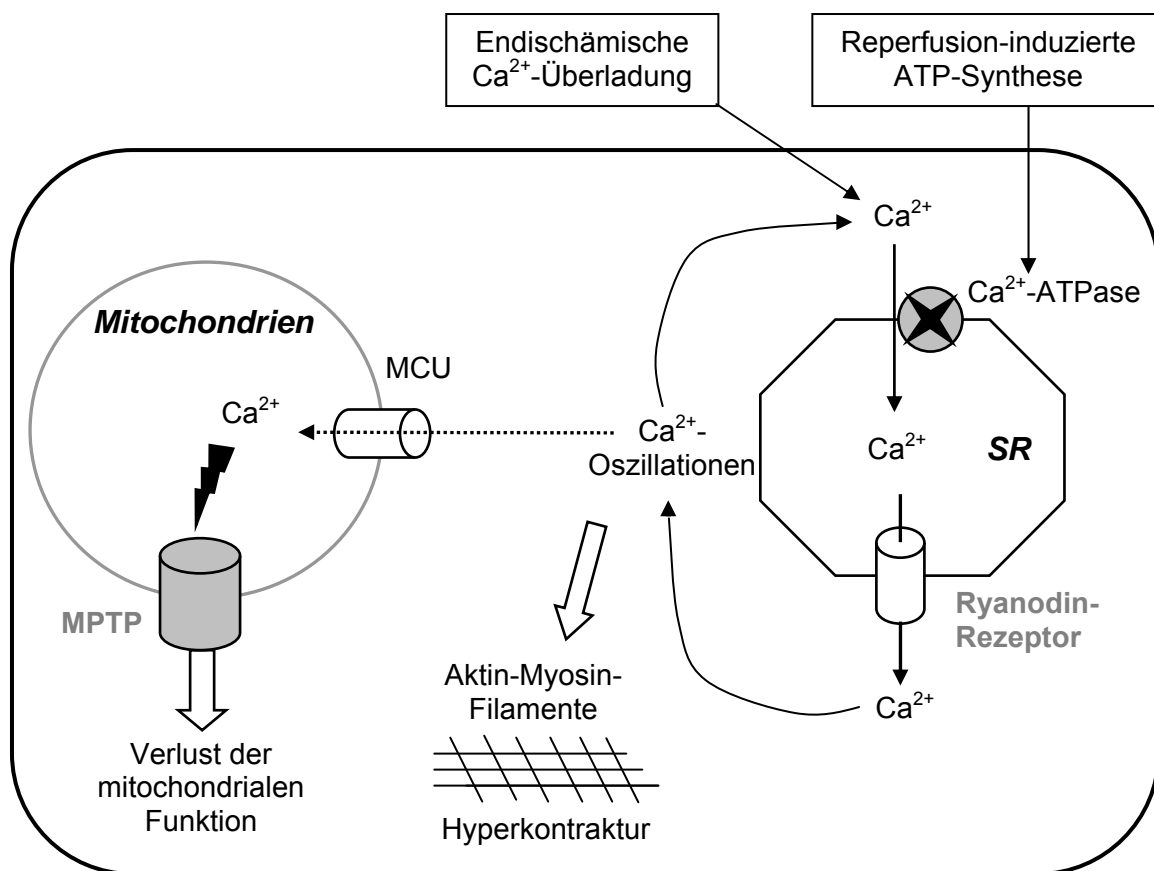 Endischämische
Ca²⁺-Überladung
Reperfusion-induzierte
ATP-Synthese
Ca²⁺
Ca²⁺-ATPase
Mitochondrien
MCU
Ca²⁺
Ca²⁺-
Oszillationen
Ca²⁺
SR
MPTP
Ryanodin-
Rezeptor
Aktin-Myosin-
Filamente
Ca²⁺
Verlust der
mitochondrialen
Funktion
Hyperkontraktur